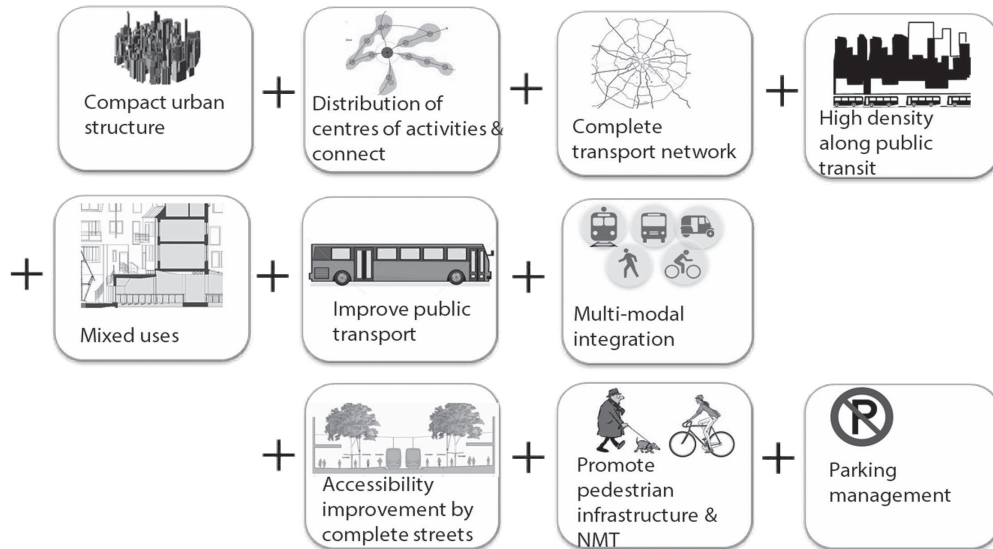 Compact urban
structure
+
Distribution of
centres of activities &
connect
+
Complete
transport network
+
High density
along public
transit
+
Mixed uses
+
Improve public
transport
+
Multi-modal
integration
+
Accessibility
improvement by
complete streets
+
Promote
pedestrian
infrastructure &
NMT
+
P
Parking
management